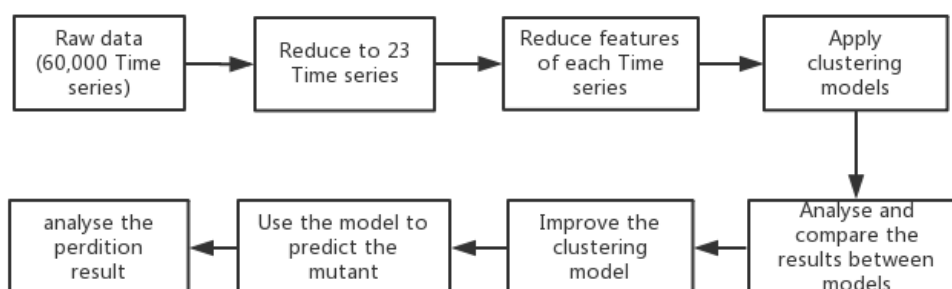 Raw data
(60,000 Time
series)
Reduce to 23
Time series
Reduce features
of each Time
series
Apply
clustering
models
Analyse and
compare the
results between
models
Improve the
clustering
model
Use the model to
predict the
mutant
analyse the
perdition
result